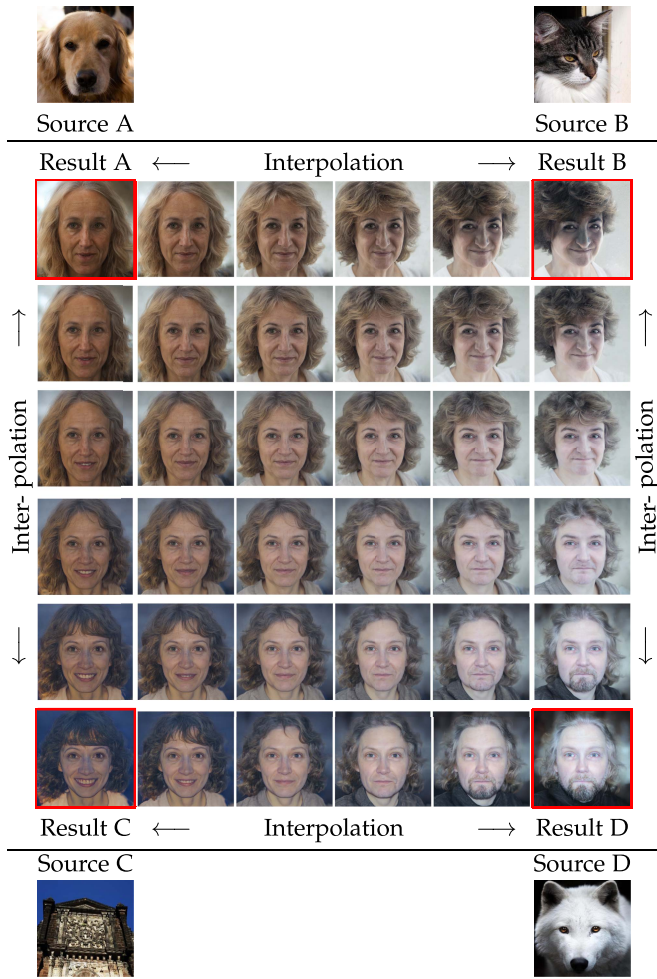 Source A
Source B
Result A ⟵ Interpolation ⟶ Result B
Inter- polation
Inter- polation
Result C ⟵ Interpolation ⟶ Result D
Source C
Source D